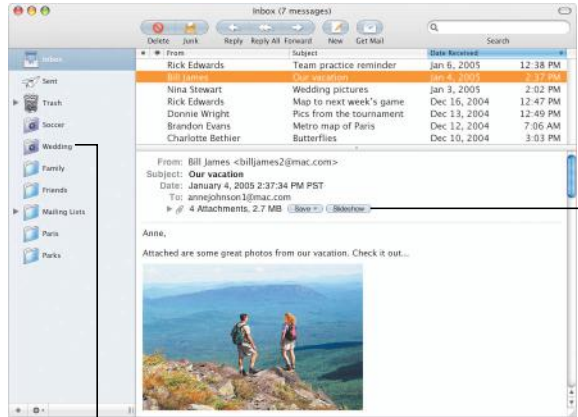 Inbox (7 messages)
Delete Junk Reply Reply All Forward New Get Mail Search
From Subject Date Received
Rick Edwards Team practice reminder Jan 6, 2005 12:38 PM
Bill James Our vacation Jan 4, 2005 2:37 PM
Nina Stewart Wedding pictures Jan 3, 2005 2:02 PM
Rick Edwards Map to next week's game Dec 16, 2004 12:47 PM
Donnie Wright Pics from the tournament Dec 13, 2004 12:49 PM
Brandon Evans Metro map of Paris Dec 12, 2004 7:06 AM
Charlotte Bethier Butterflies Dec 10, 2004 3:03 PM
Inbox
Sent
Trash
Soccer
Wedding
Family
Friends
Mailing Lists
Paris
Parks
From: Bill James <billjames2@mac.com>
Subject: Our vacation
Date: January 4, 2005 2:37:34 PM PST
To: annejohnson1@mac.com
4 Attachments, 2.7 MB Save Slideshow
Anne,
Attached are some great photos from our vacation. Check it out...